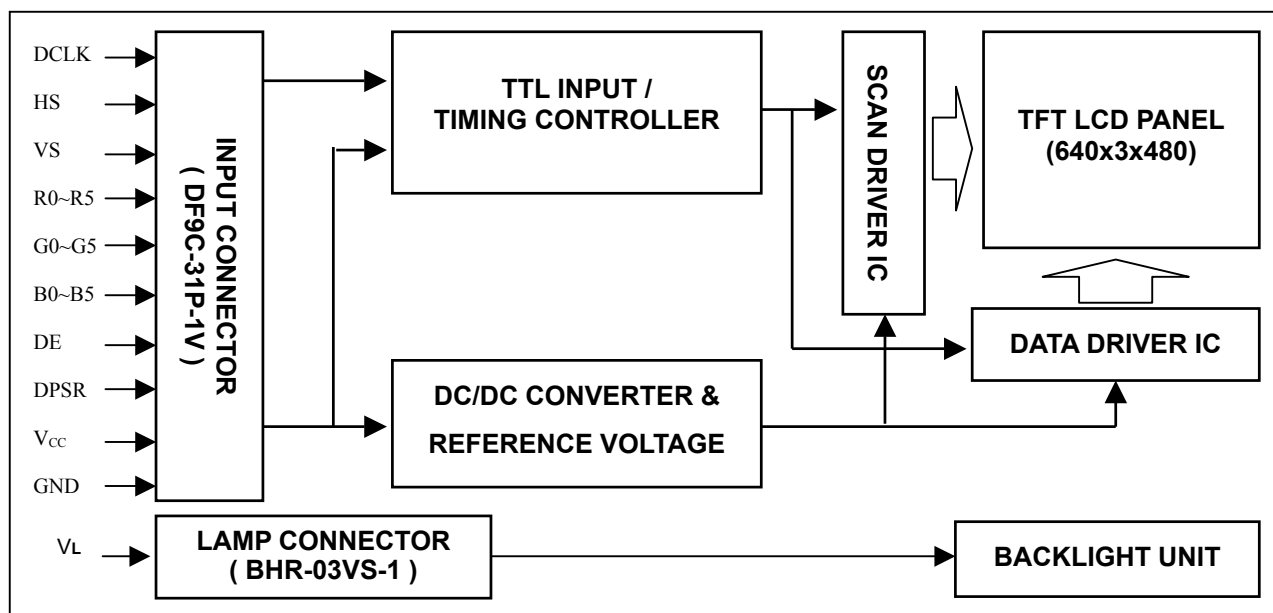 DCLK
HS
VS
R0~R5
G0~G5
B0~B5
DE
DPSR
VCC
GND
VL
INPUT CONNECTOR
( DF9C-31P-1V )
TTL INPUT /
TIMING CONTROLLER
SCAN DRIVER IC
TFT LCD PANEL
(640x3x480)
DATA DRIVER IC
DC/DC CONVERTER &
REFERENCE VOLTAGE
LAMP CONNECTOR
( BHR-03VS-1 )
BACKLIGHT UNIT